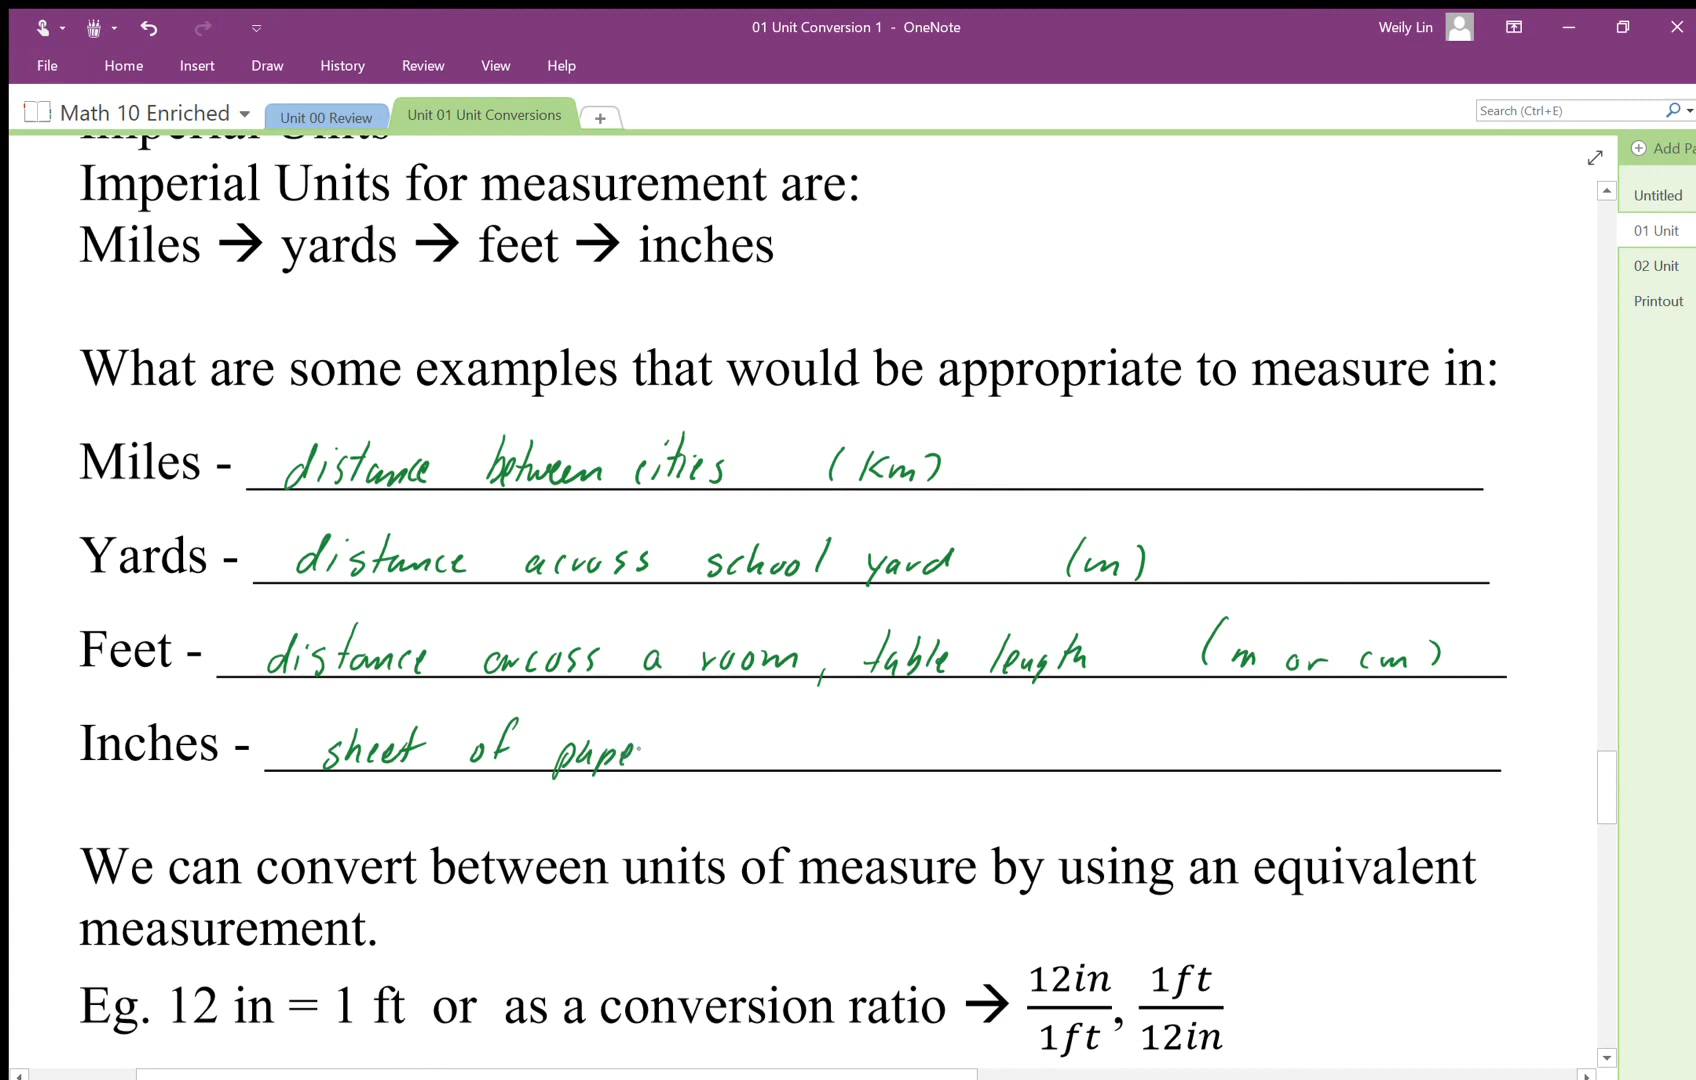 01 Unit Conversion 1 - OneNote
Weily Lin
File Home Insert Draw History Review View Help
Math 10 Enriched
Unit 00 Review
Unit 01 Unit Conversions
+
Search (Ctrl+E)
Add Pa
Untitled
01 Unit
02 Unit
Printout
Imperial Units
Imperial Units for measurement are:
Miles → yards → feet → inches
What are some examples that would be appropriate to measure in:
Miles - distance between cities (Km)
Yards - distance across school yard (m)
Feet - distance arcoss a room, table length (m or cm)
Inches - sheet of pape
We can convert between units of measure by using an equivalent
measurement.
Eg. 12 in = 1 ft or as a conversion ratio → 12in/1ft, 1ft/12in